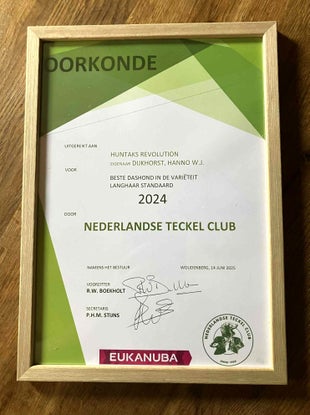 OORKONDE
UITGEREIKT AAN
HUNTAKS REVOLUTION
EIGENAAR DIJKHORST, HANNO W.J.
VOOR
BESTE DASHOND IN DE VARIËTEIT
LANGHAAR STANDAARD
2024
DOOR
NEDERLANDSE TECKEL CLUB
NAMENS HET BESTUUR
WOUDENBERG, 14 JUNI 2025
VOORZITTER
R.W. BOEKHOLT
SECRETARIS
P.H.M. STIJNS
EUKANUBA
NEDERLANDSE TECKEL CLUB